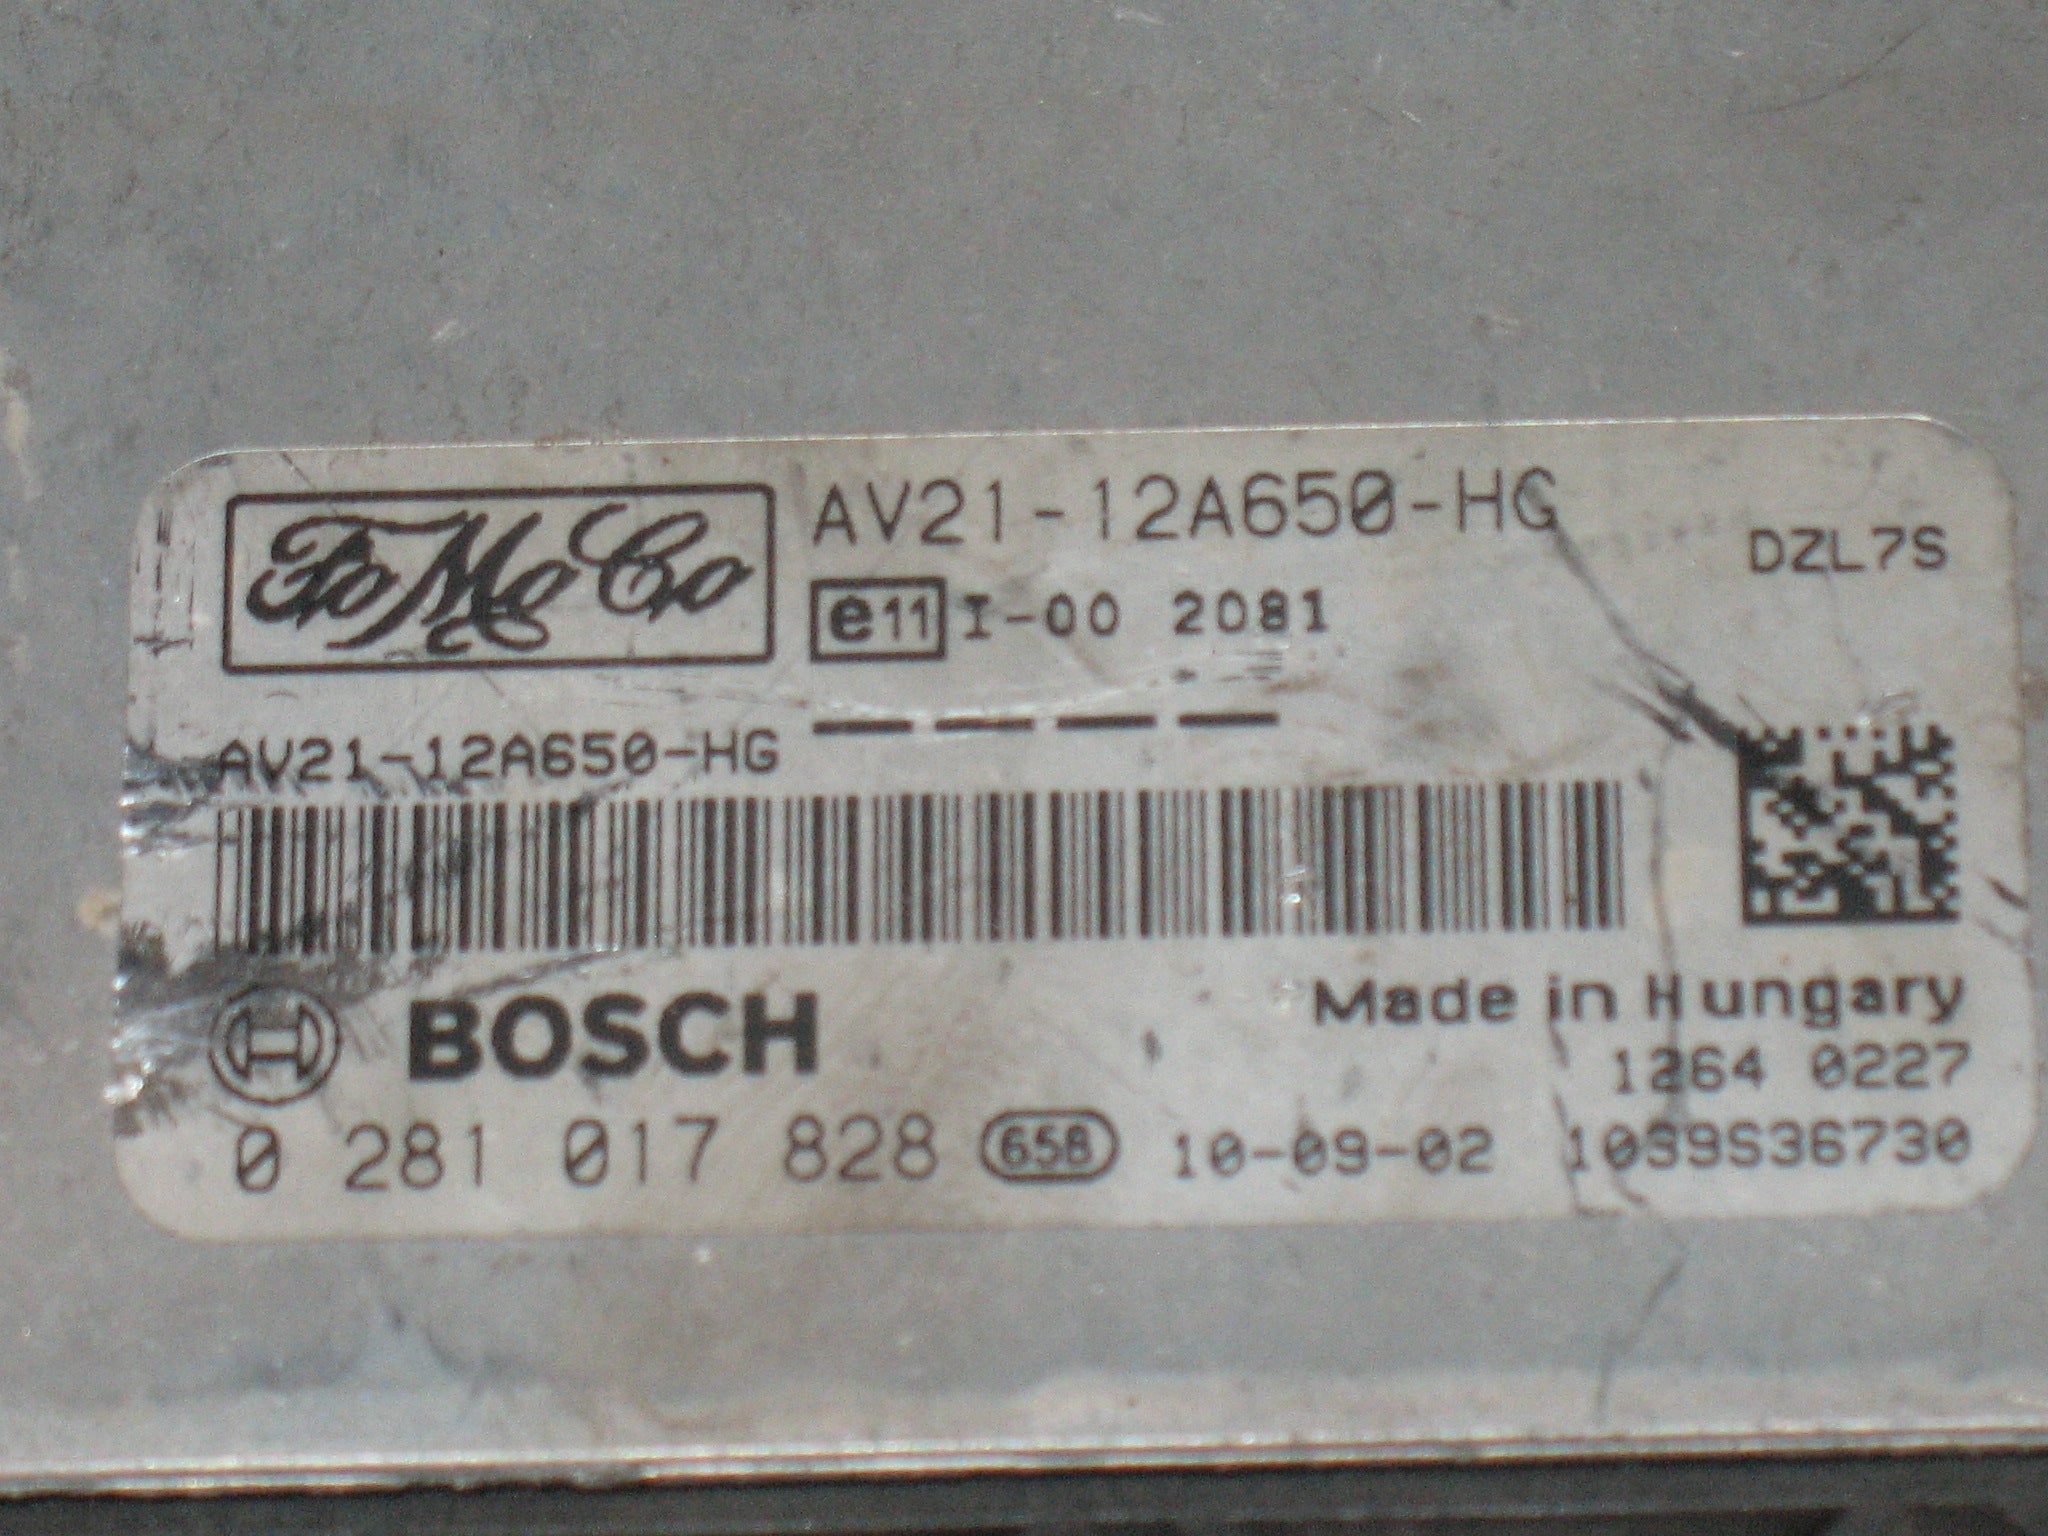 FoMoCo AV21-12A650-HG
DZL7S
e11 I-00 2081
AV21-12A650-HG
BOSCH
Made in Hungary
1264 0227
0 281 017 828 658 10-09-02 10S9S36730